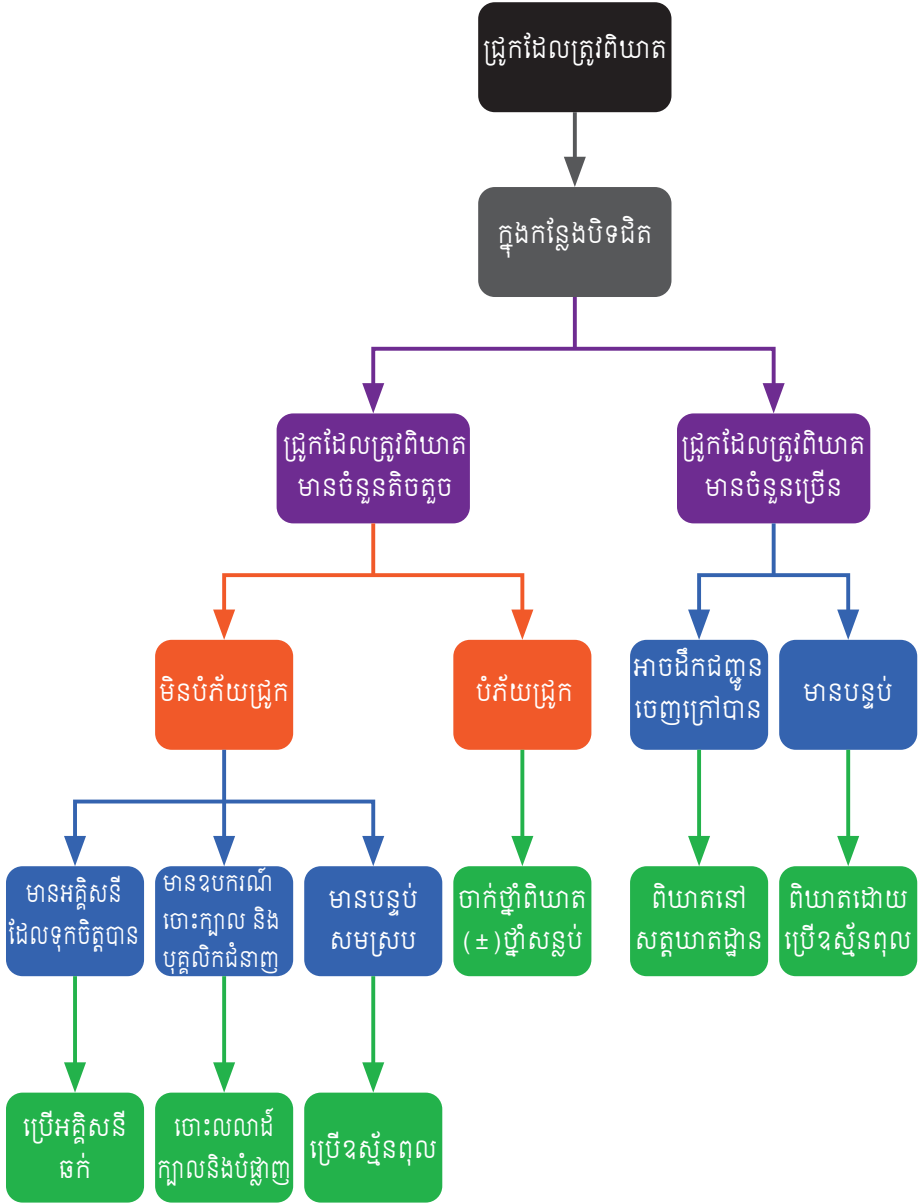 ជ្រូកដែលត្រូវពិឃាត
ក្នុងកន្លែងបិទជិត
ជ្រូកដែលត្រូវពិឃាត
មានចំនួនតិចតួច
ជ្រូកដែលត្រូវពិឃាត
មានចំនួនច្រើន
មិនបំភ័យជ្រូក
បំភ័យជ្រូក
អាចដឹកជញ្ជូន
ចេញក្រៅបាន
មានបន្ទប់
មានអគ្គិសនី
ដែលទុកចិត្តបាន
មានឧបករណ៍
ចោះក្បាល និង
បុគ្គលិកជំនាញ
មានបន្ទប់
សមស្រប
ចាក់ថ្នាំពិឃាត
(±)ថ្នាំសន្លប់
ពិឃាតនៅ
សត្តឃាតដ្ឋាន
ពិឃាតដោយ
ប្រើឧស្ម័នពុល
ប្រើអគ្គិសនី
ឆក់
ចោះលលាដ៍
ក្បាលនិងបំផ្លាញ
ប្រើឧស្ម័នពុល